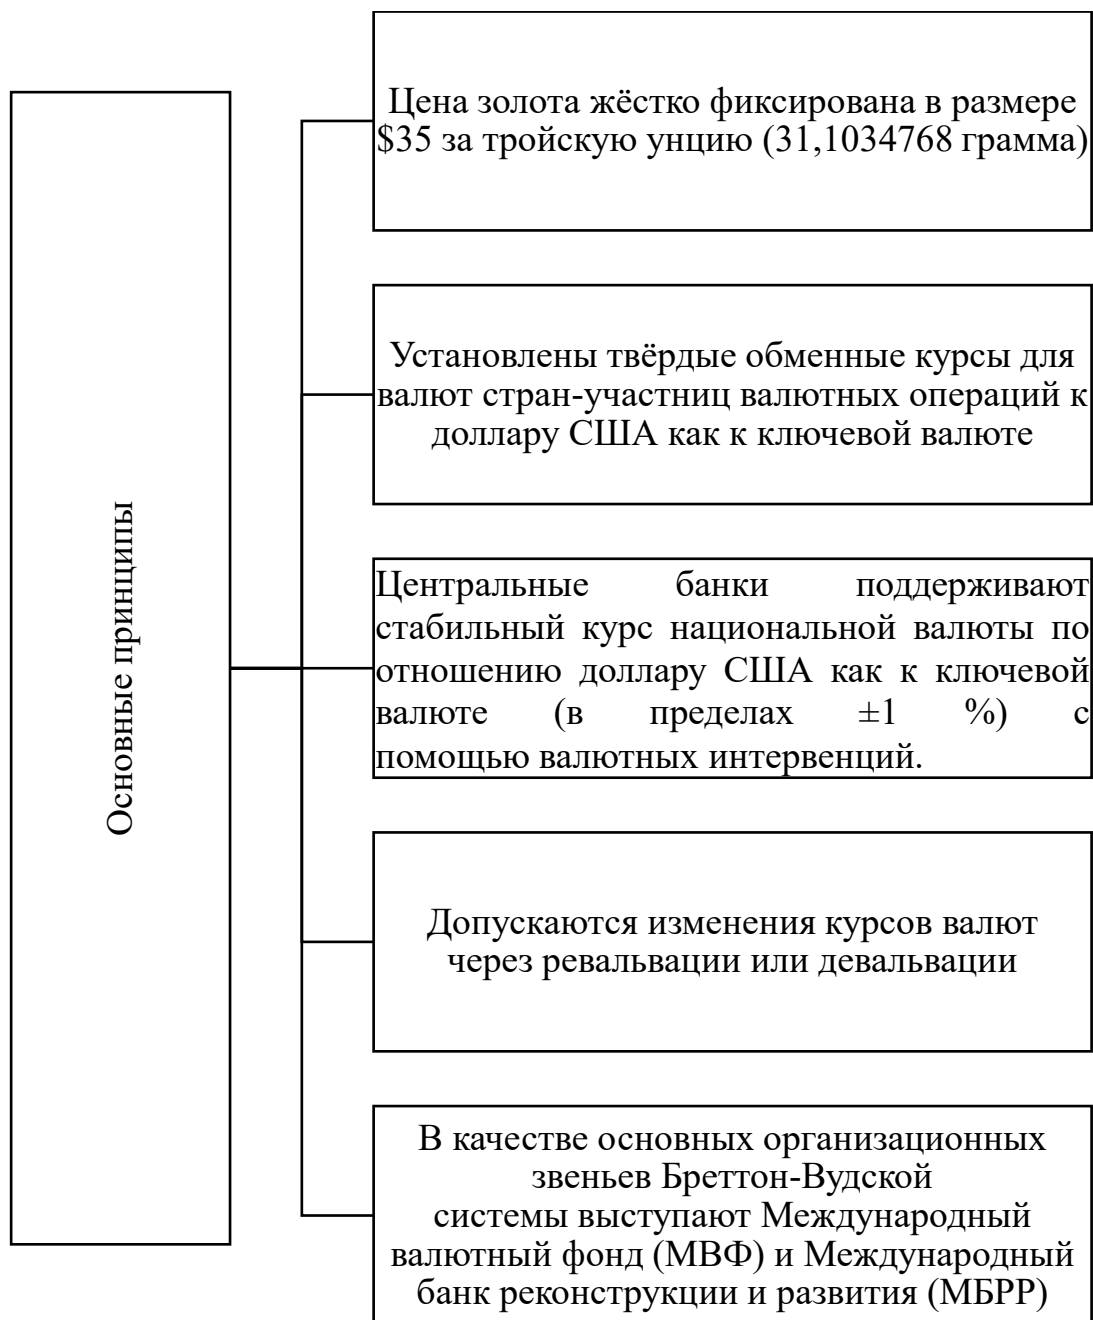 Основные принципы
Цена золота жёстко фиксирована в размере
$35 за тройскую унцию (31,1034768 грамма)
Установлены твёрдые обменные курсы для
валют стран-участниц валютных операций к
доллару США как к ключевой валюте
Центральные банки поддерживают
стабильный курс национальной валюты по
отношению доллару США как к ключевой
валюте (в пределах ±1 %) с
помощью валютных интервенций.
Допускаются изменения курсов валют
через ревальвации или девальвации
В качестве основных организационных
звеньев Бреттон-Вудской
системы выступают Международный
валютный фонд (МВФ) и Международный
банк реконструкции и развития (МБРР)